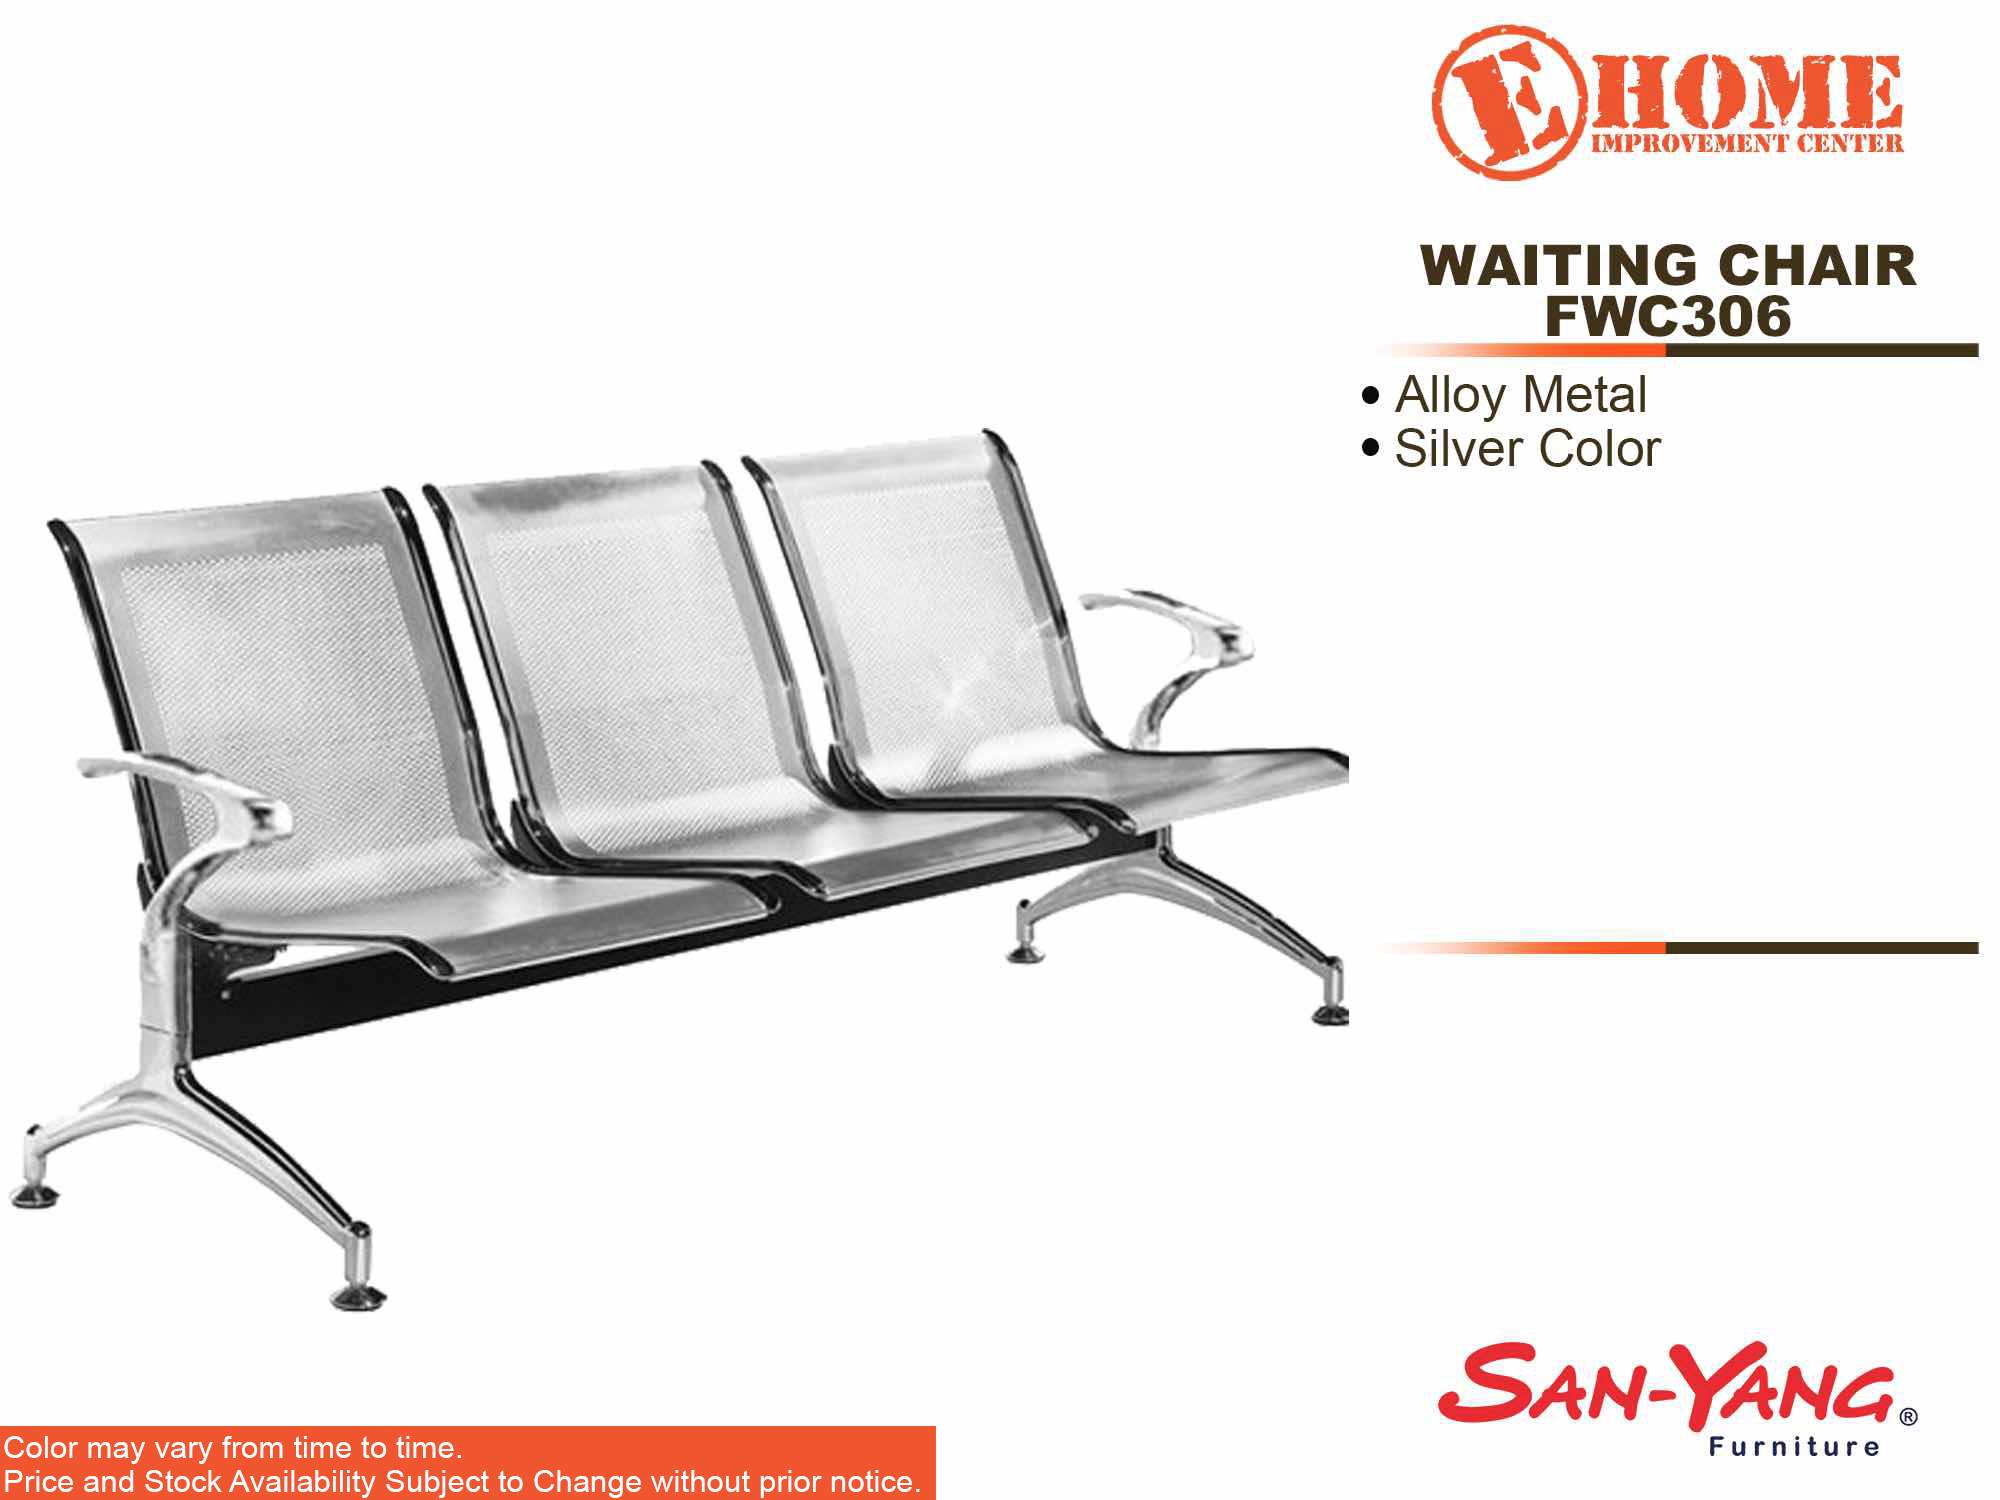 E HOME
IMPROVEMENT CENTER
WAITING CHAIR
FWC306
• Alloy Metal
• Silver Color
SAN-YANG®
Furniture
Color may vary from time to time.
Price and Stock Availability Subject to Change without prior notice.